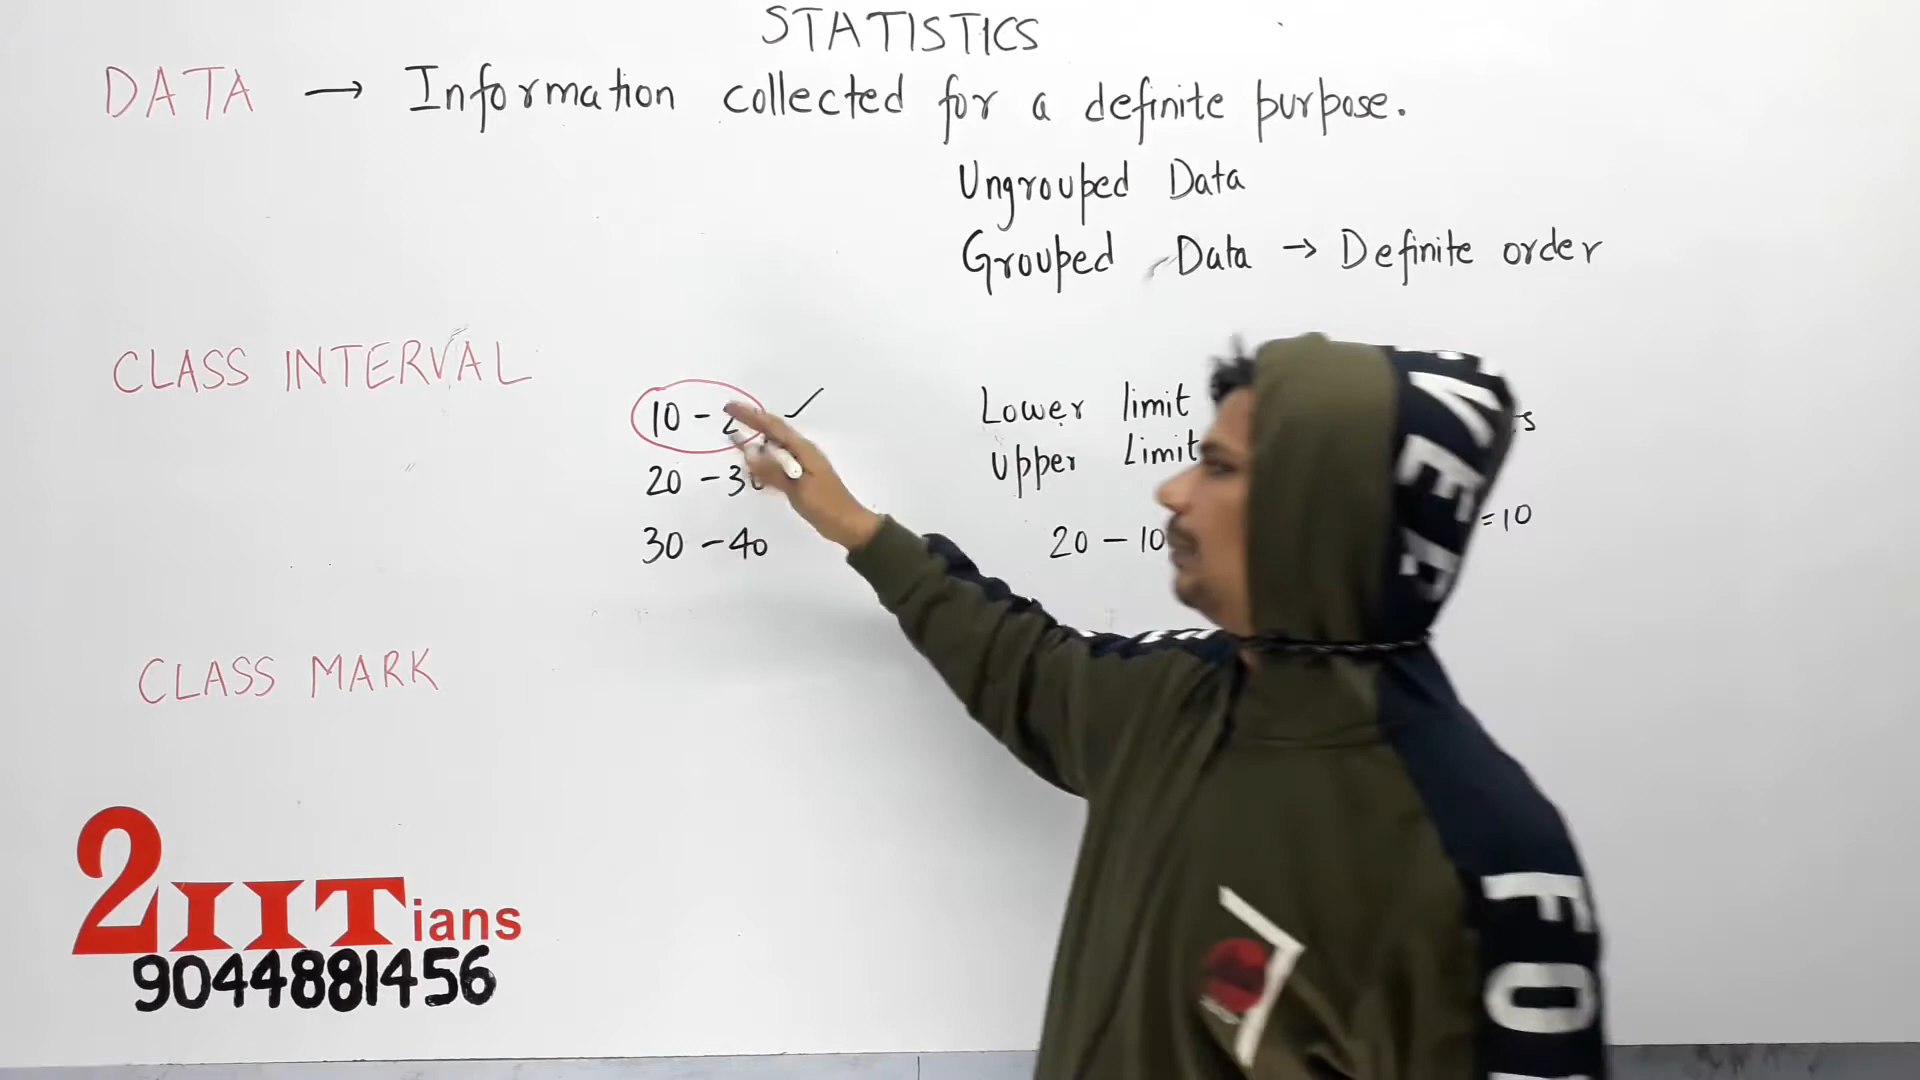 STATISTICS
DATA → Information collected for a definite purpose.
Ungrouped Data
Grouped Data → Definite order
CLASS INTERVAL
10 - 2
20 - 30
30 - 40
Lower limit
Upper Limit
20 - 10
= 10
CLASS MARK
2IITians
9044881456
FO